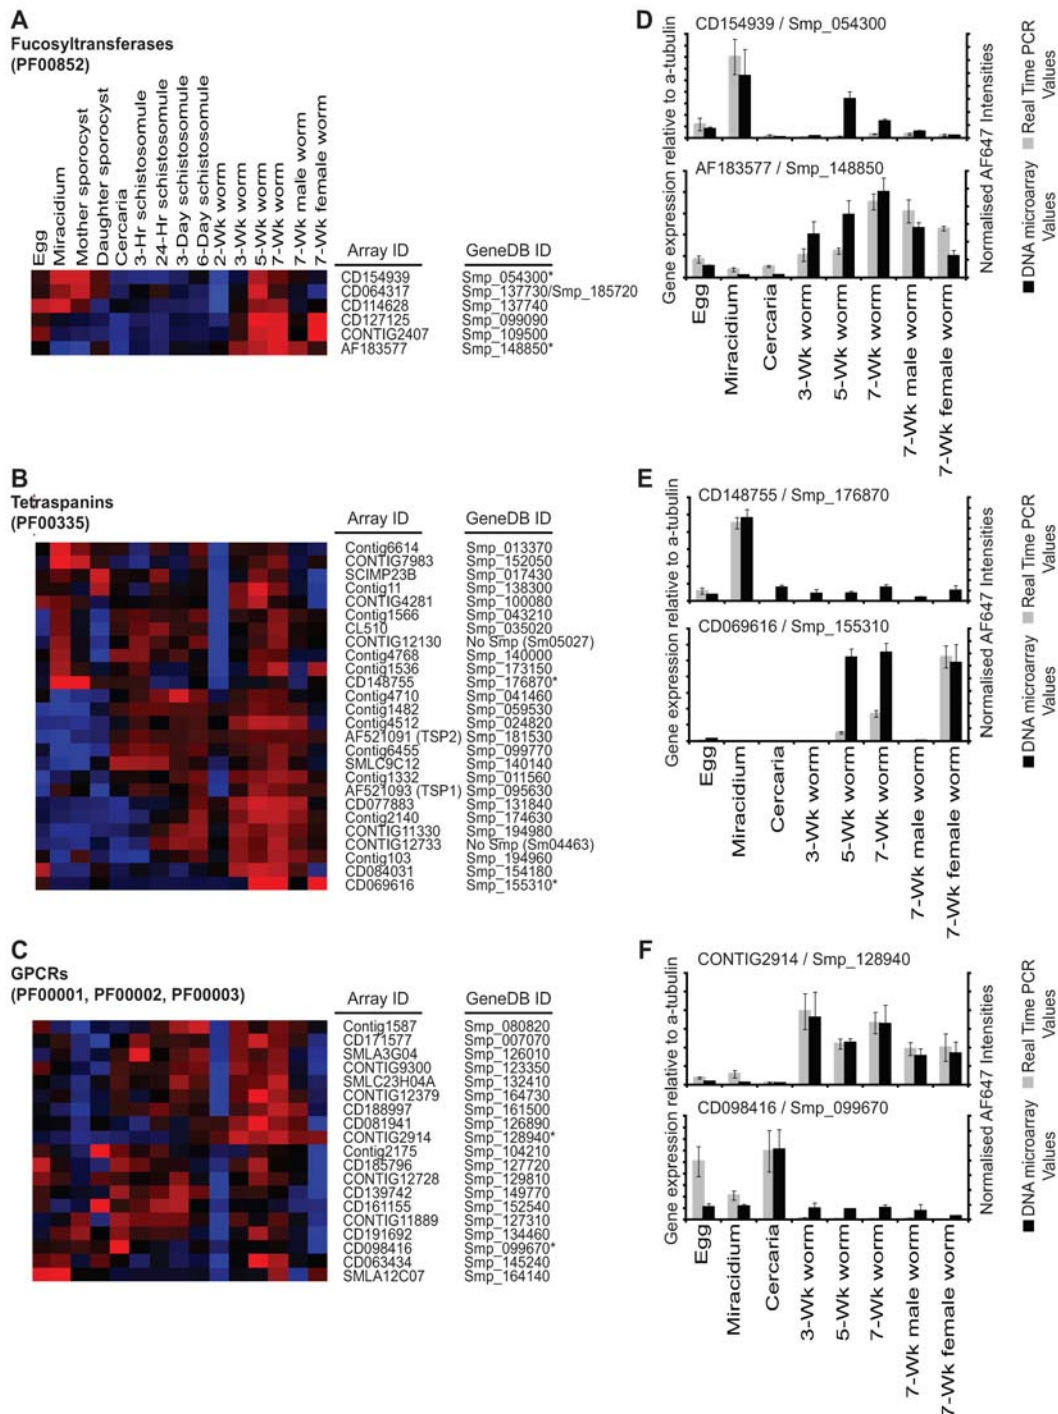 A
Fucosyltransferases
(PF00852)
Egg
Miracidium
Mother sporocyst
Daughter sporocyst
Cercaria
3-Hr schistosomule
24-Hr schistosomule
3-Day schistosomule
6-Day schistosomule
2-Wk worm
3-Wk worm
5-Wk worm
7-Wk worm
7-Wk male worm
7-Wk female worm
Array ID GeneDB ID
CD154939 Smp_054300*
CD064317 Smp_137730/Smp_185720
CD114628 Smp_137740
CD127125 Smp_099090
CONTIG2407 Smp_109500
AF183577 Smp_148850*
B
Tetraspanins
(PF00335)
Array ID GeneDB ID
Contig6614 Smp_013370
CONTIG7983 Smp_152050
SCIMP23B Smp_017430
Contig11 Smp_138300
CONTIG4281 Smp_100080
Contig1566 Smp_043210
CL510 Smp_035020
CONTIG12130 No Smp (Sm05027)
Contig4768 Smp_140000
Contig1536 Smp_173150
CD148755 Smp_176870*
Contig4710 Smp_041460
Contig1482 Smp_059530
Contig4512 Smp_024820
AF521091 (TSP2) Smp_181530
Contig6455 Smp_099770
SMLC9C12 Smp_140140
Contig1332 Smp_011560
AF521093 (TSP1) Smp_095630
CD077883 Smp_131840
Contig2140 Smp_174630
CONTIG11330 Smp_194980
CONTIG12733 No Smp (Sm04463)
Contig103 Smp_194960
CD084031 Smp_154180
CD069616 Smp_155310*
C
GPCRs
(PF00001, PF00002, PF00003)
Array ID GeneDB ID
Contig1587 Smp_080820
CD171577 Smp_007070
SMLA3G04 Smp_126010
CONTIG9300 Smp_123350
SMLC23H04A Smp_132410
CONTIG12379 Smp_164730
CD188997 Smp_161500
CD081941 Smp_126890
CONTIG2914 Smp_128940*
Contig2175 Smp_104210
CD185796 Smp_127720
CONTIG12728 Smp_129810
CD139742 Smp_149770
CD161155 Smp_152540
CONTIG11889 Smp_127310
CD191692 Smp_134460
CD098416 Smp_099670*
CD063434 Smp_145240
SMLA12C07 Smp_164140
D
CD154939 / Smp_054300
AF183577 / Smp_148850
Gene expression relative to a-tubulin
Normalised AF647 Intensities
DNA microarray Values
Real Time PCR Values
Egg
Miracidium
Cercaria
3-Wk worm
5-Wk worm
7-Wk worm
7-Wk male worm
7-Wk female worm
E
CD148755 / Smp_176870
CD069616 / Smp_155310
Gene expression relative to a-tubulin
Normalised AF647 Intensities
DNA microarray Values
Real Time PCR Values
Egg
Miracidium
Cercaria
3-Wk worm
5-Wk worm
7-Wk worm
7-Wk male worm
7-Wk female worm
F
CONTIG2914 / Smp_128940
CD098416 / Smp_099670
Gene expression relative to a-tubulin
Normalised AF647 Intensities
DNA microarray Values
Real Time PCR Values
Egg
Miracidium
Cercaria
3-Wk worm
5-Wk worm
7-Wk worm
7-Wk male worm
7-Wk female worm